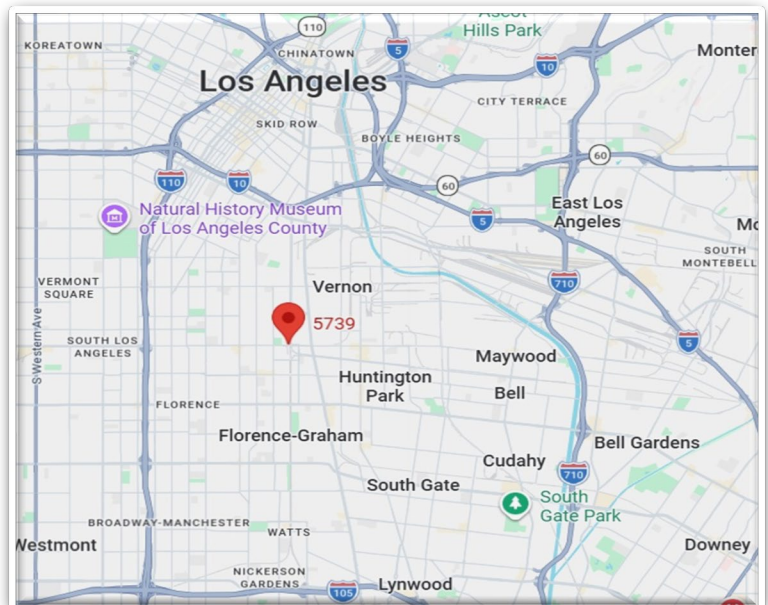 Ascot
Hills Park
110
KOREATOWN
5
CHINATOWN
Monter
10
Los Angeles
CITY TERRACE
SKID ROW
BOYLE HEIGHTS
60
110
10
60
East Los
Angeles
Natural History Museum
of Los Angeles County
5
Mo
SOUTH
MONTEBELL
VERMONT
SQUARE
Vernon
710
5739
S Western Ave
SOUTH LOS
ANGELES
5
Maywood
Huntington
Park
Bell
FLORENCE
Florence-Graham
Bell Gardens
Cudahy
710
South Gate
South
Gate Park
BROADWAY-MANCHESTER
WATTS
Westmont
Downey
NICKERSON
GARDENS
105
Lynwood